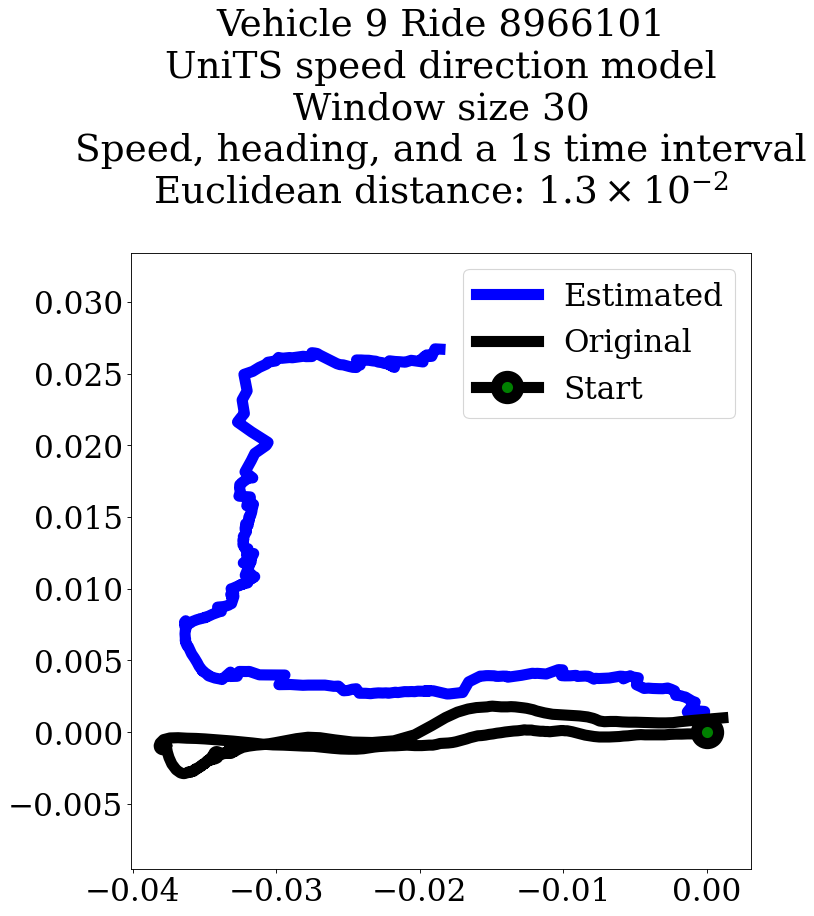 Vehicle 9 Ride 8966101
UniTS speed direction model
Window size 30
Speed, heading, and a 1s time interval
Euclidean distance: 1.3 × 10⁻²
Estimated
Original
Start
0.030
0.025
0.020
0.015
0.010
0.005
0.000
−0.005
−0.04 −0.03 −0.02 −0.01 0.00